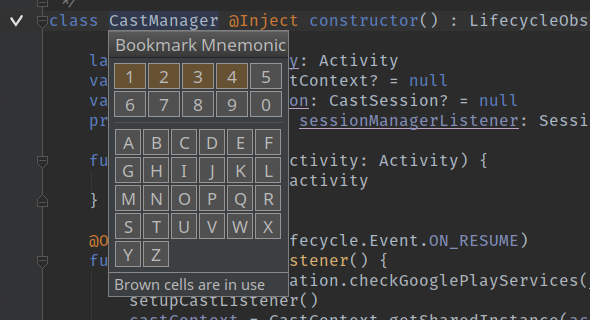 */
class CastManager @Inject constructor() : LifecycleObs
Bookmark Mnemonic
la y: Activity
1 2 3 4 5
va tContext? = null
6 7 8 9 0
va on: CastSession? = null
pr sessionManagerListener: Sessi
A B C D E F
fu ctivity: Activity) {
G H I J K L
activity
M N O P Q R
}
S T U V W X
@O fecycle.Event.ON_RESUME)
Y Z
fu stener() {
ation.checkGooglePlayServices(
Brown cells are in use
setupCastListener()
castContext = CastContext.getSharedInstance(ac